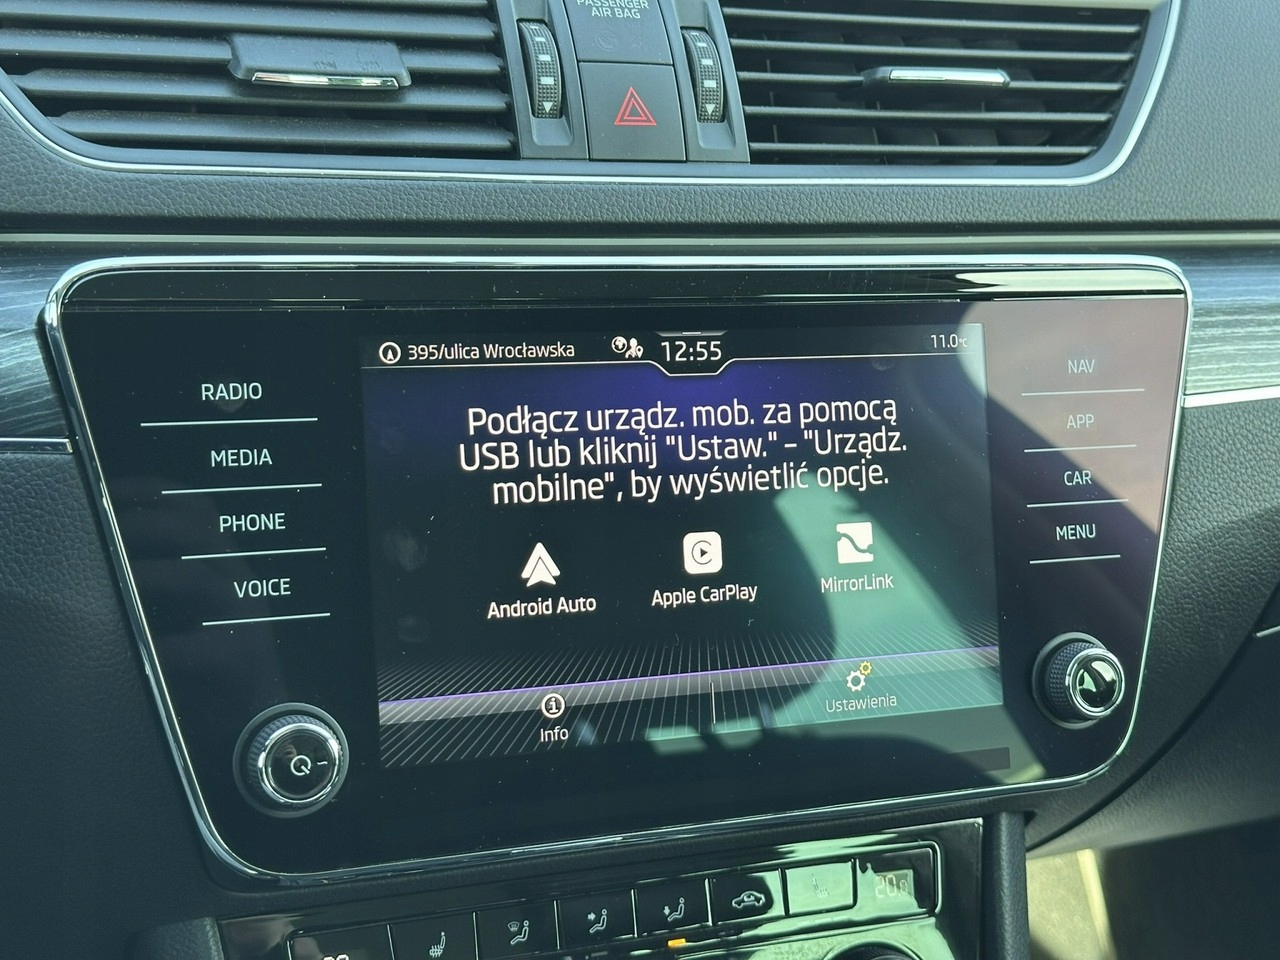 PASSENGER
AIR BAG
395/ulica Wrocławska
12:55
11.0°C
RADIO
MEDIA
PHONE
VOICE
NAV
APP
CAR
MENU
Podłącz urządz. mob. za pomocą
USB lub kliknij "Ustaw." - "Urządz.
mobilne", by wyświetlić opcje.
Android Auto
Apple CarPlay
MirrorLink
Info
Ustawienia